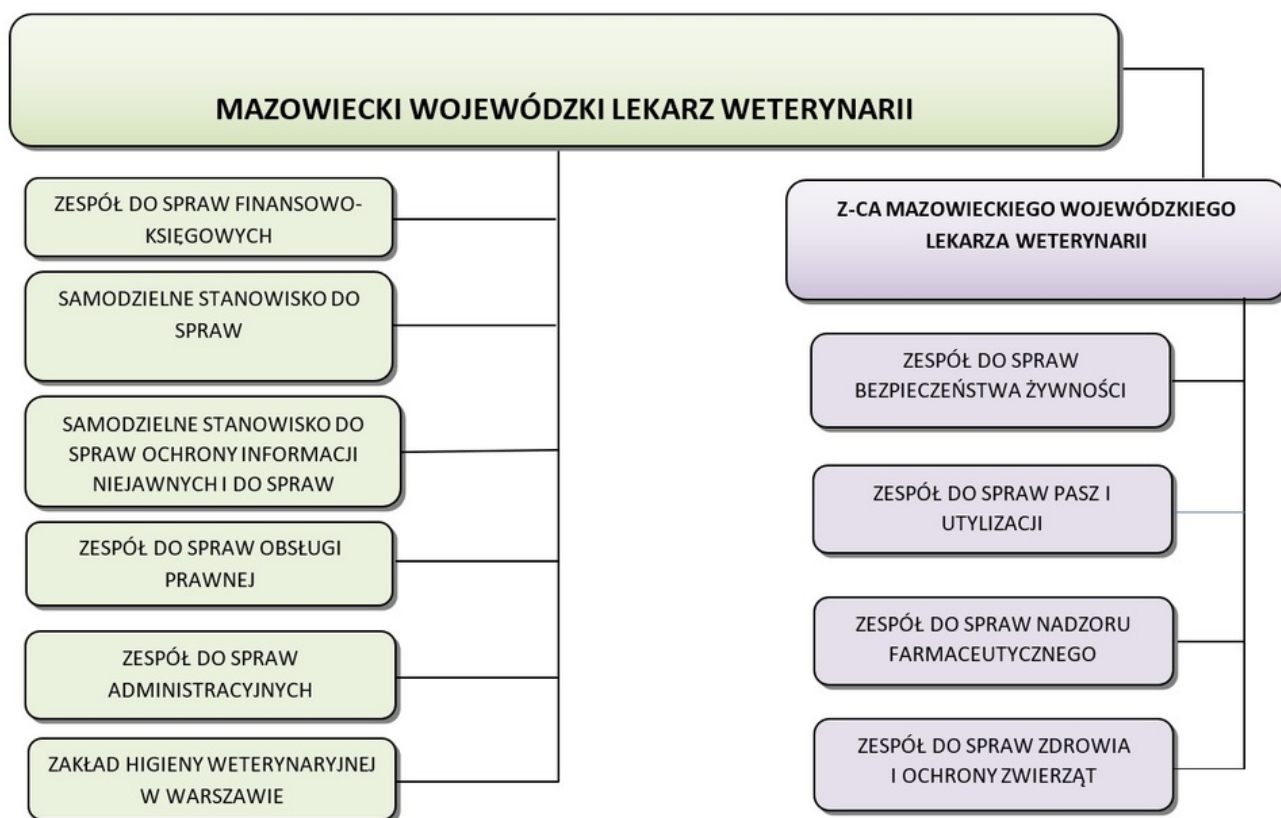 MAZOWIECKI WOJEWÓDZKI LEKARZ WETERYNARII
ZESPÓŁ DO SPRAW FINANSOWO-
KSIĘGOWYCH
SAMODZIELNE STANOWISKO DO
SPRAW
SAMODZIELNE STANOWISKO DO
SPRAW OCHRONY INFORMACJI
NIEJAWNYCH I DO SPRAW
ZESPÓŁ DO SPRAW OBSŁUGI
PRAWNEJ
ZESPÓŁ DO SPRAW
ADMINISTRACYJNYCH
ZAKŁAD HIGIENY WETERYNARYJNEJ
W WARSZAWIE
Z-CA MAZOWIECKIEGO WOJEWÓDZKIEGO
LEKARZA WETERYNARII
ZESPÓŁ DO SPRAW
BEZPIECZEŃSTWA ŻYWNOŚCI
ZESPÓŁ DO SPRAW PASZ I
UTYLIZACJI
ZESPÓŁ DO SPRAW NADZORU
FARMACEUTYCZNEGO
ZESPÓŁ DO SPRAW ZDROWIA
I OCHRONY ZWIERZĄT